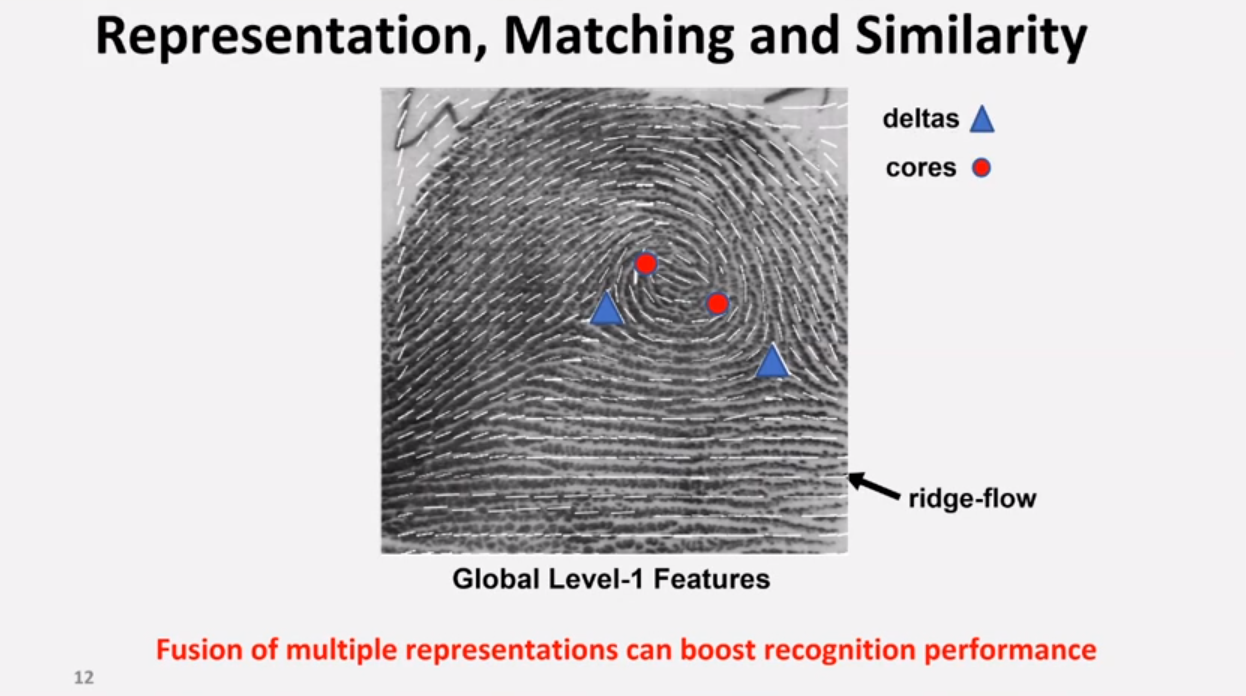 Representation, Matching and Similarity
deltas
cores
ridge-flow
Global Level-1 Features
Fusion of multiple representations can boost recognition performance
12